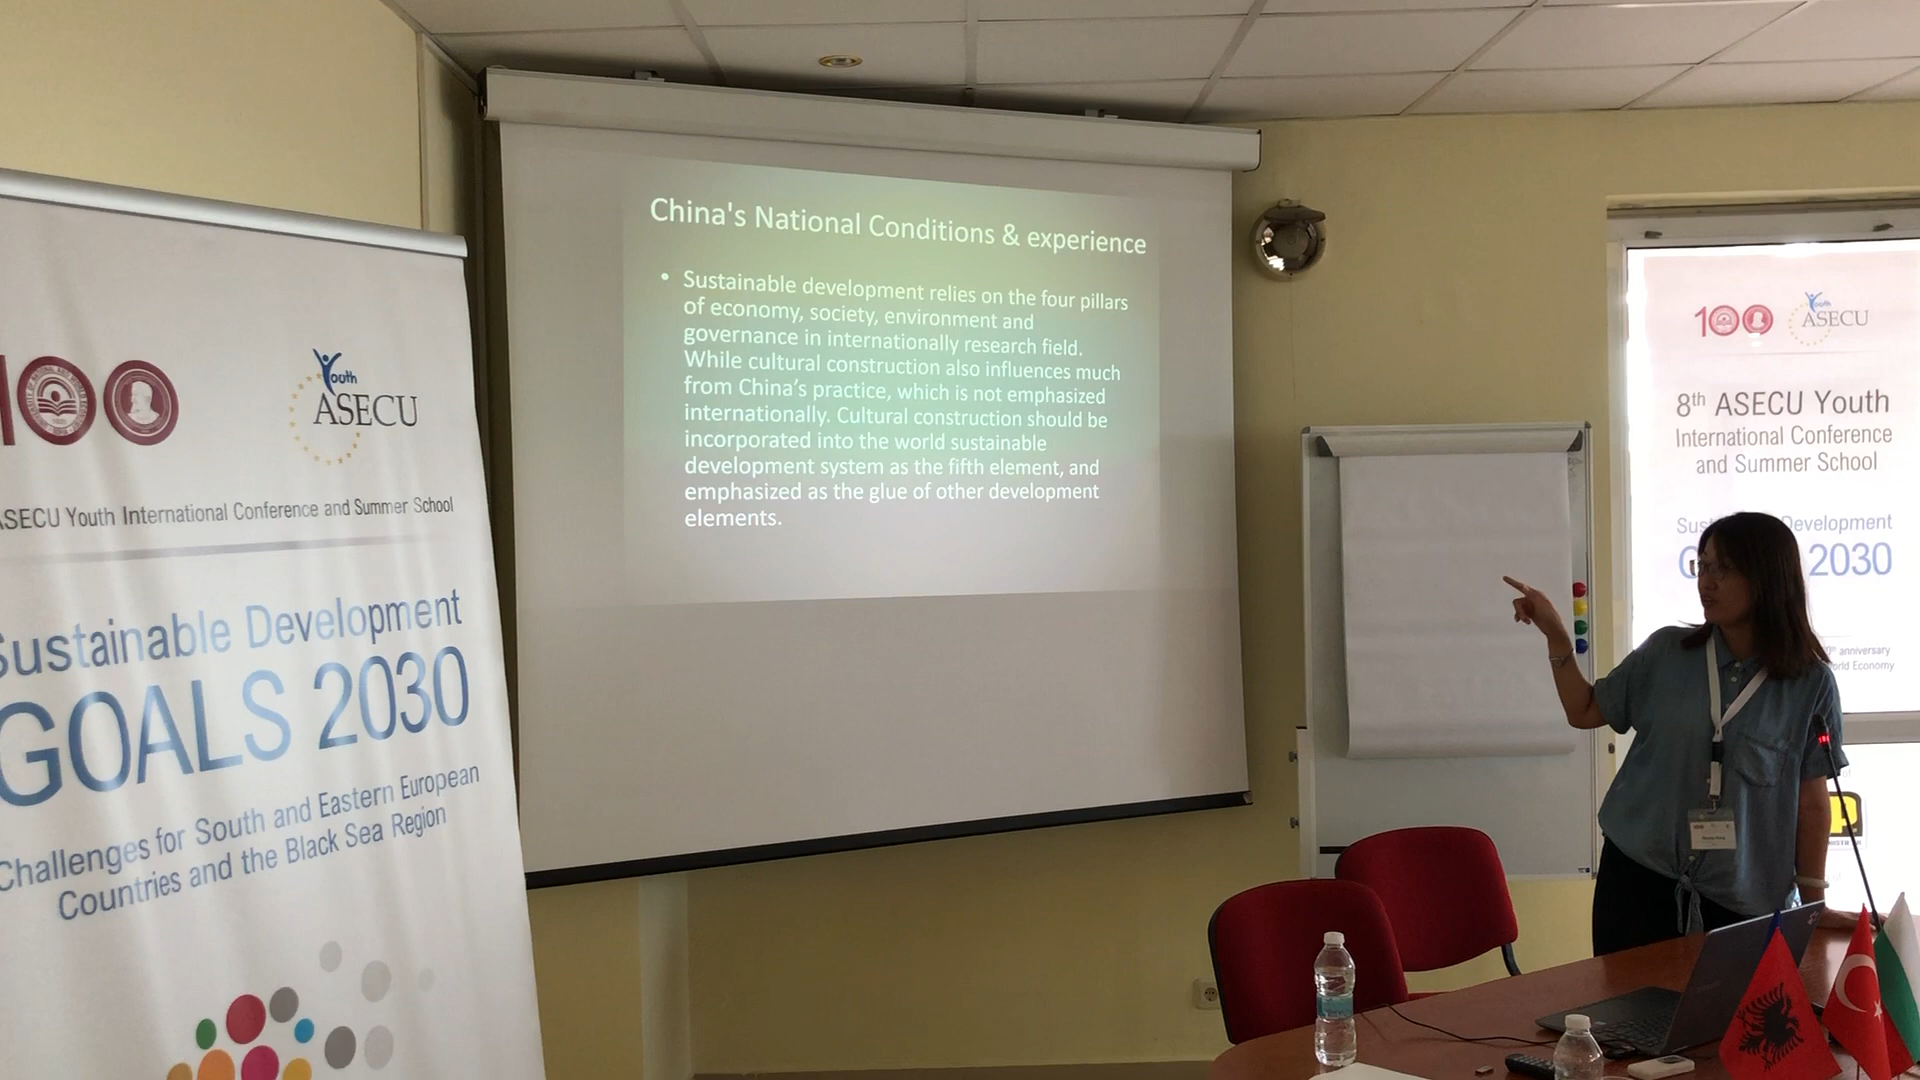 100
Youth
ASECU
ASECU Youth International Conference and Summer School
Sustainable Development
GOALS 2030
Challenges for South and Eastern European
Countries and the Black Sea Region
China's National Conditions & experience
• Sustainable development relies on the four pillars
of economy, society, environment and
governance in internationally research field.
While cultural construction also influences much
from China's practice, which is not emphasized
internationally. Cultural construction should be
incorporated into the world sustainable
development system as the fifth element, and
emphasized as the glue of other development
elements.
100
Youth
ASECU
8th ASECU Youth
International Conference
and Summer School
Development
2030
anniversary
Economy